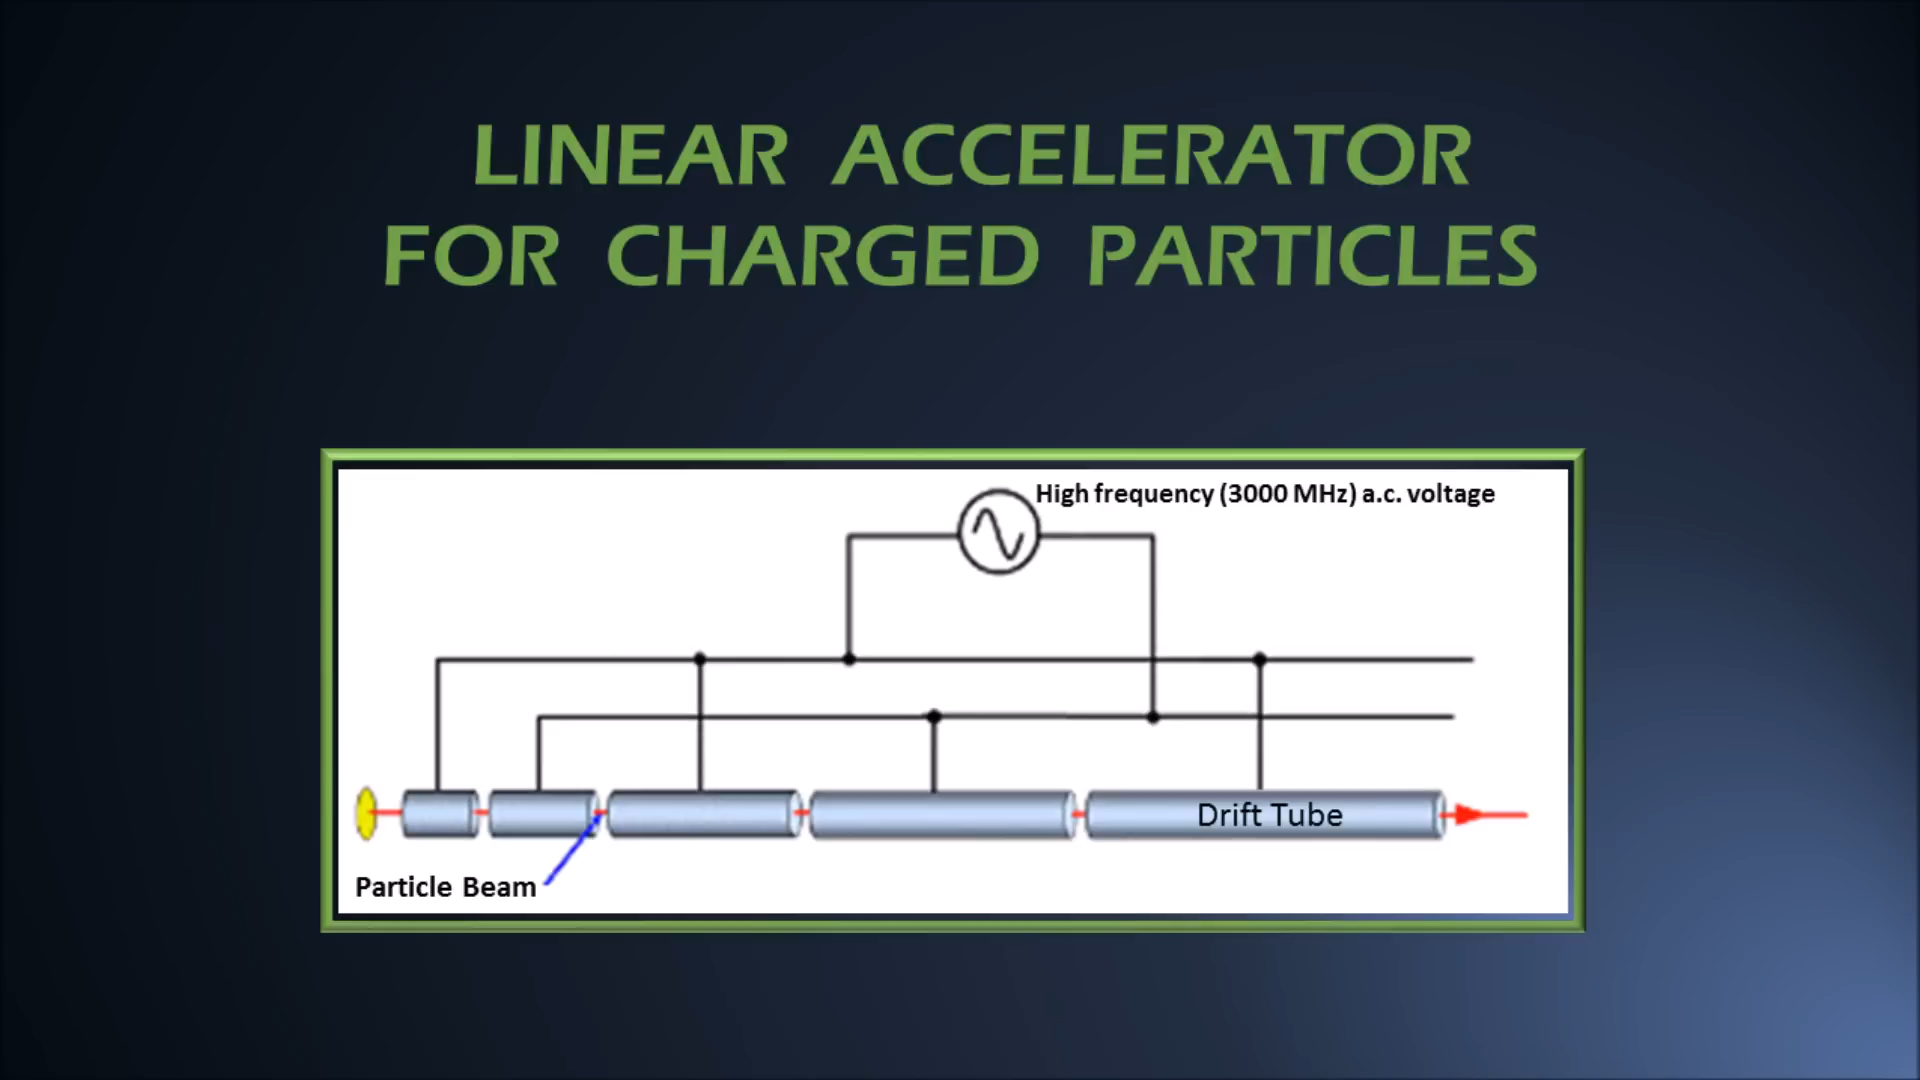 LINEAR ACCELERATOR
FOR CHARGED PARTICLES
High frequency (3000 MHz) a.c. voltage
Drift Tube
Particle Beam